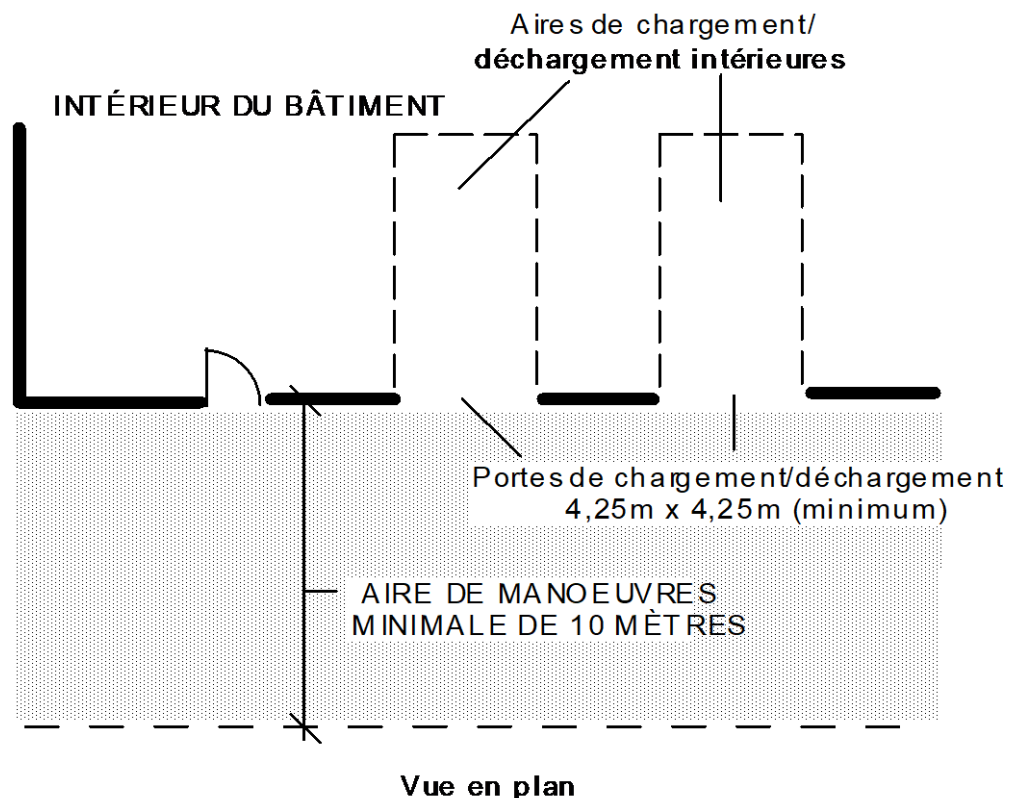 Aires de chargement/
déchargement intérieures
INTÉRIEUR DU BÂTIMENT
Portes de chargement/déchargement
4,25m x 4,25m (minimum)
AIRE DE MANOEUVRES
MINIMALE DE 10 MÈTRES
Vue en plan